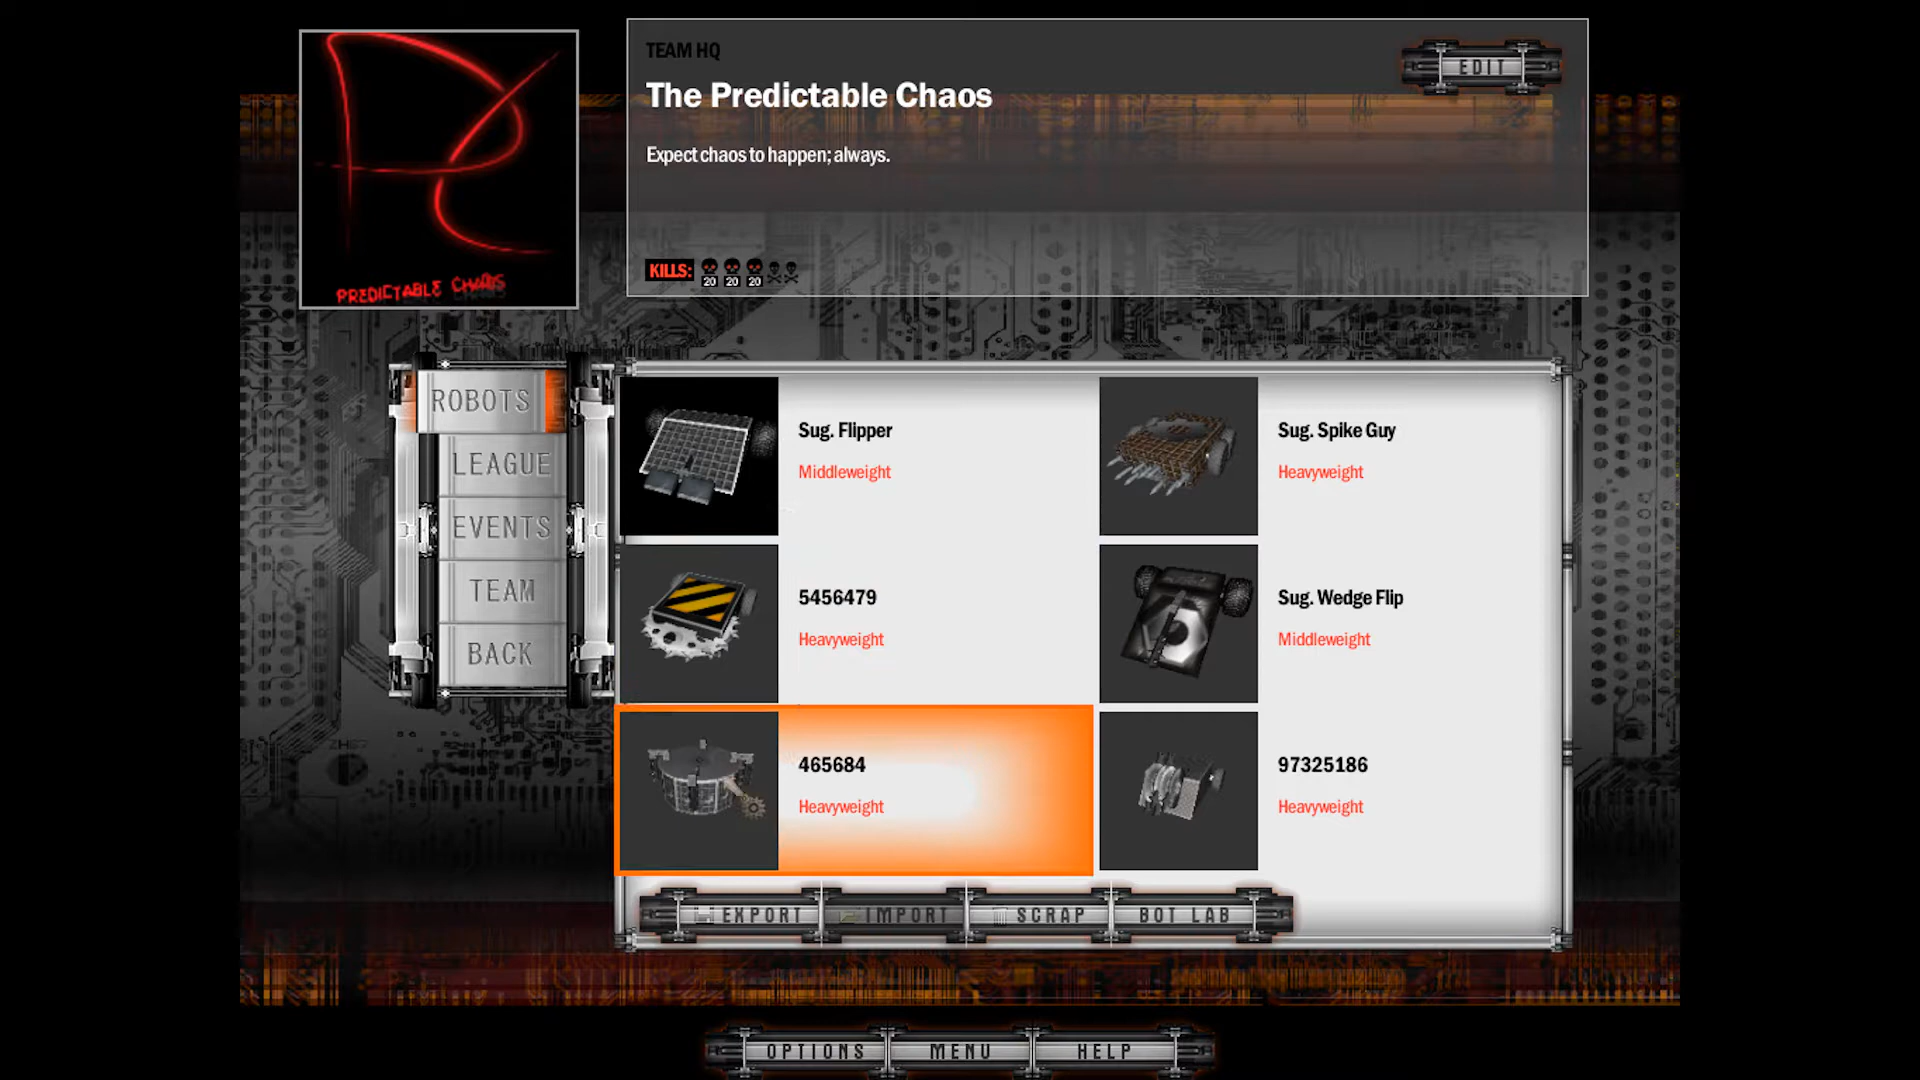 PREDICTABLE CHAOS
TEAM HQ
EDIT
The Predictable Chaos
Expect chaos to happen; always.
KILLS:
20 20 20
ROBOTS
LEAGUE
EVENTS
TEAM
BACK
Sug. Flipper
Middleweight
Sug. Spike Guy
Heavyweight
5456479
Heavyweight
Sug. Wedge Flip
Middleweight
465684
Heavyweight
97325186
Heavyweight
EXPORT
IMPORT
SCRAP
BOT LAB
OPTIONS
MENU
HELP